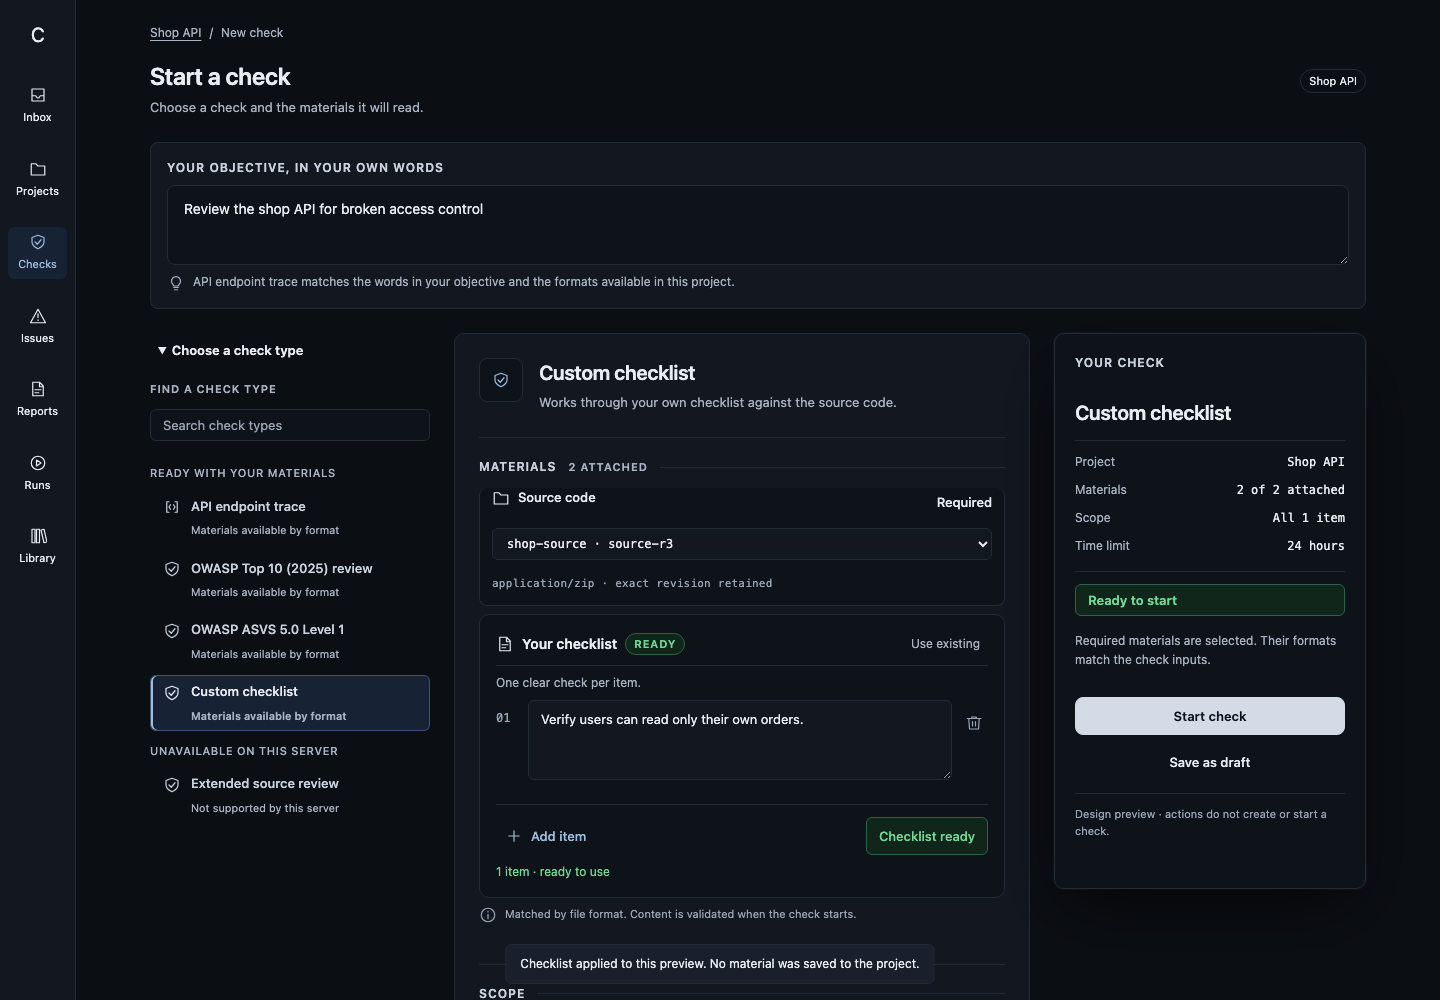 C
Inbox
Projects
Checks
Issues
Reports
Runs
Library
Shop API / New check
Start a check
Choose a check and the materials it will read.
Shop API
YOUR OBJECTIVE, IN YOUR OWN WORDS
Review the shop API for broken access control
API endpoint trace matches the words in your objective and the formats available in this project.
Choose a check type
FIND A CHECK TYPE
Search check types
READY WITH YOUR MATERIALS
API endpoint trace
Materials available by format
OWASP Top 10 (2025) review
Materials available by format
OWASP ASVS 5.0 Level 1
Materials available by format
Custom checklist
Materials available by format
UNAVAILABLE ON THIS SERVER
Extended source review
Not supported by this server
Custom checklist
Works through your own checklist against the source code.
MATERIALS 2 ATTACHED
Source code
Required
shop-source · source-r3
application/zip · exact revision retained
Your checklist READY
Use existing
One clear check per item.
01
Verify users can read only their own orders.
Add item
Checklist ready
1 item · ready to use
Matched by file format. Content is validated when the check starts.
Checklist applied to this preview. No material was saved to the project.
SCOPE
YOUR CHECK
Custom checklist
Project Shop API
Materials 2 of 2 attached
Scope All 1 item
Time limit 24 hours
Ready to start
Required materials are selected. Their formats
match the check inputs.
Start check
Save as draft
Design preview · actions do not create or start a
check.